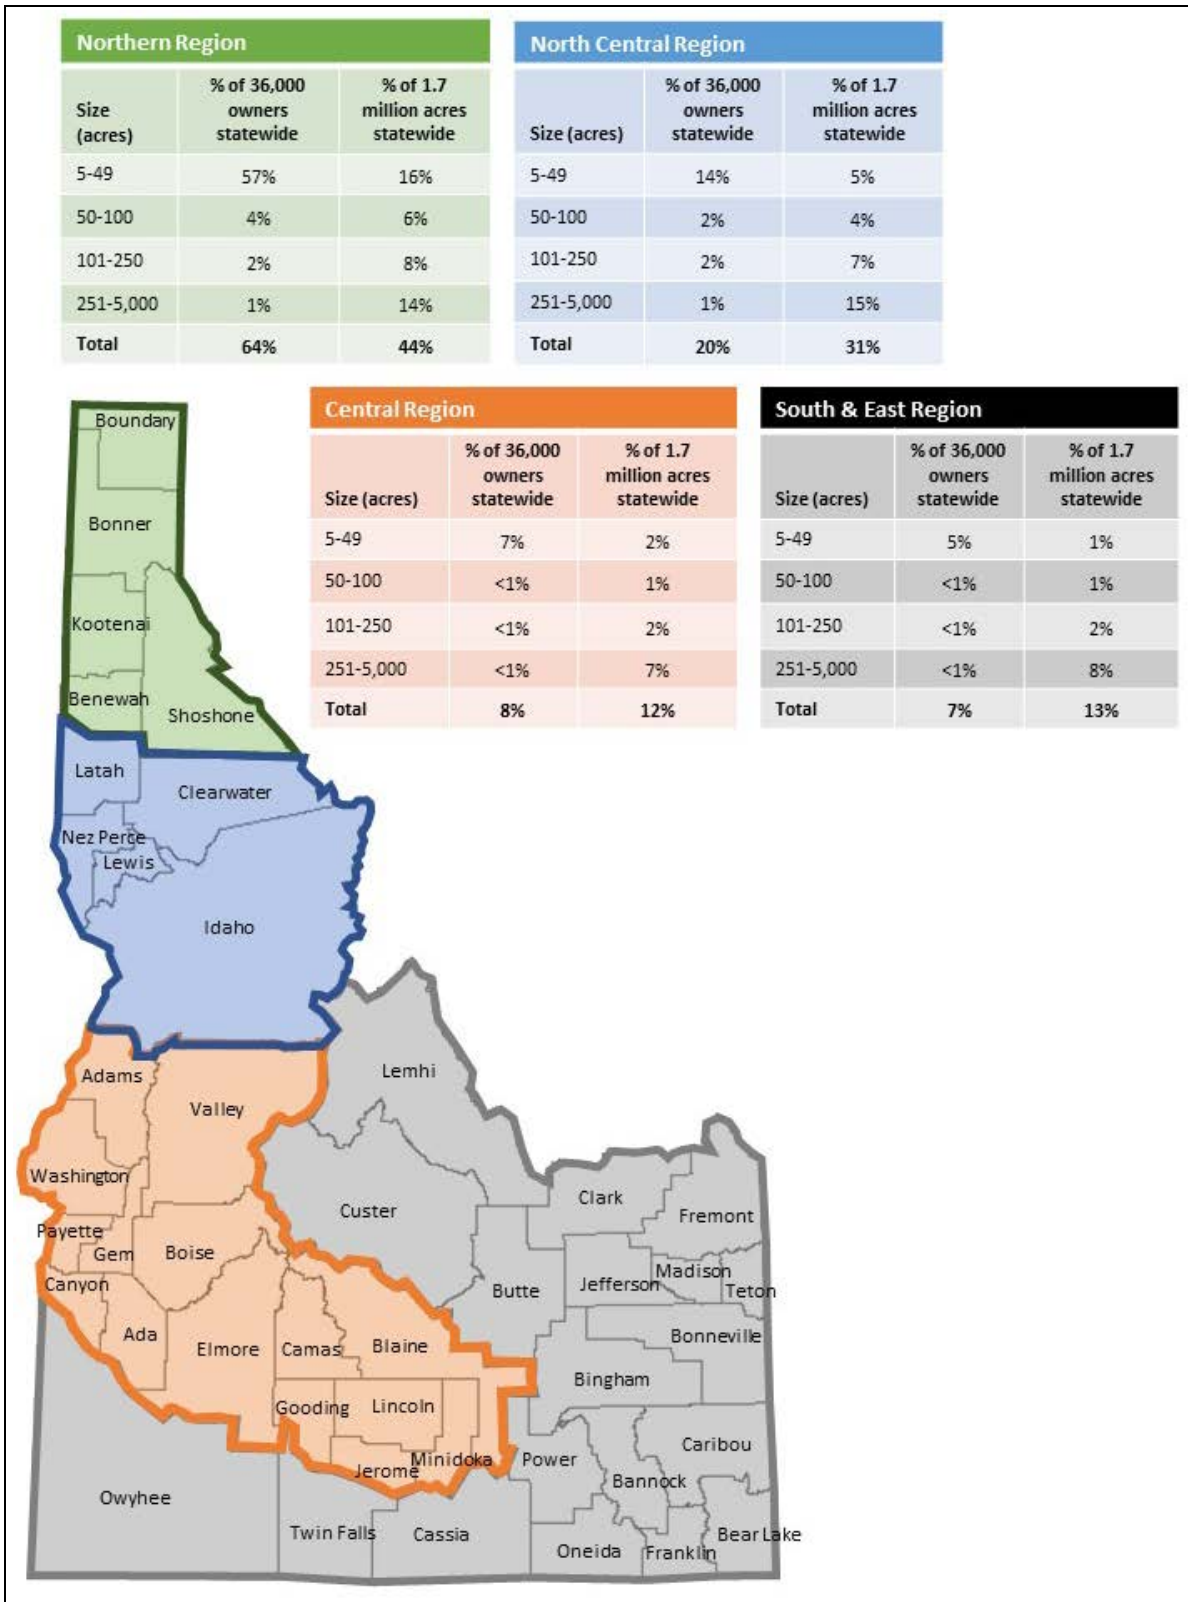 Northern Region
Size (acres) % of 36,000 owners statewide % of 1.7 million acres statewide
5-49 57% 16%
50-100 4% 6%
101-250 2% 8%
251-5,000 1% 14%
Total 64% 44%
North Central Region
Size (acres) % of 36,000 owners statewide % of 1.7 million acres statewide
5-49 14% 5%
50-100 2% 4%
101-250 2% 7%
251-5,000 1% 15%
Total 20% 31%
Central Region
Size (acres) % of 36,000 owners statewide % of 1.7 million acres statewide
5-49 7% 2%
50-100 <1% 1%
101-250 <1% 2%
251-5,000 <1% 7%
Total 8% 12%
South & East Region
Size (acres) % of 36,000 owners statewide % of 1.7 million acres statewide
5-49 5% 1%
50-100 <1% 1%
101-250 <1% 2%
251-5,000 <1% 8%
Total 7% 13%
Boundary
Bonner
Kootenai
Benewah
Shoshone
Latah
Clearwater
Nez Perce
Lewis
Idaho
Lemhi
Adams
Valley
Washington
Custer
Clark
Fremont
Payette
Gem
Boise
Canyon
Butte
Jefferson
Madison
Teton
Ada
Elmore
Camas
Blaine
Bonneville
Bingham
Gooding
Lincoln
Jerome
Minidoka
Power
Caribou
Bannock
Owyhee
Twin Falls
Cassia
Oneida
Franklin
Bear Lake